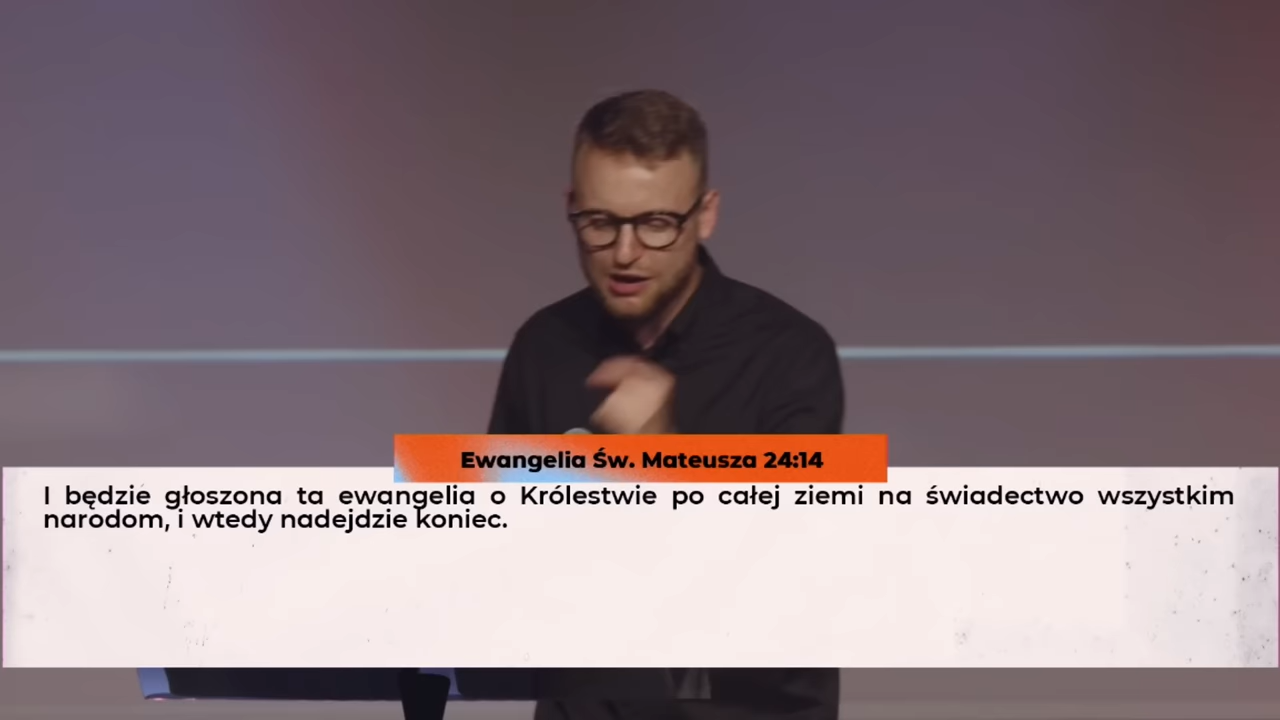 Ewangelia Św. Mateusza 24:14
I będzie głoszona ta ewangelia o Królestwie po całej ziemi na świadectwo wszystkim
narodom, i wtedy nadejdzie koniec.